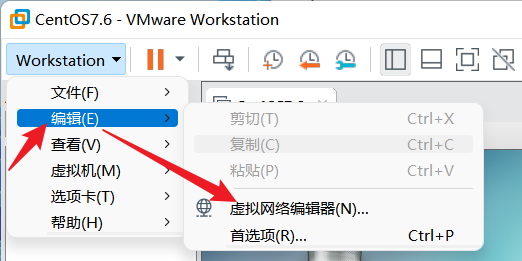 CentOS7.6 - VMware Workstation
Workstation
文件(F)
编辑(E)
查看(V)
虚拟机(M)
选项卡(T)
帮助(H)
剪切(T) Ctrl+X
复制(C) Ctrl+C
粘贴(P) Ctrl+V
虚拟网络编辑器(N)...
首选项(R)... Ctrl+P